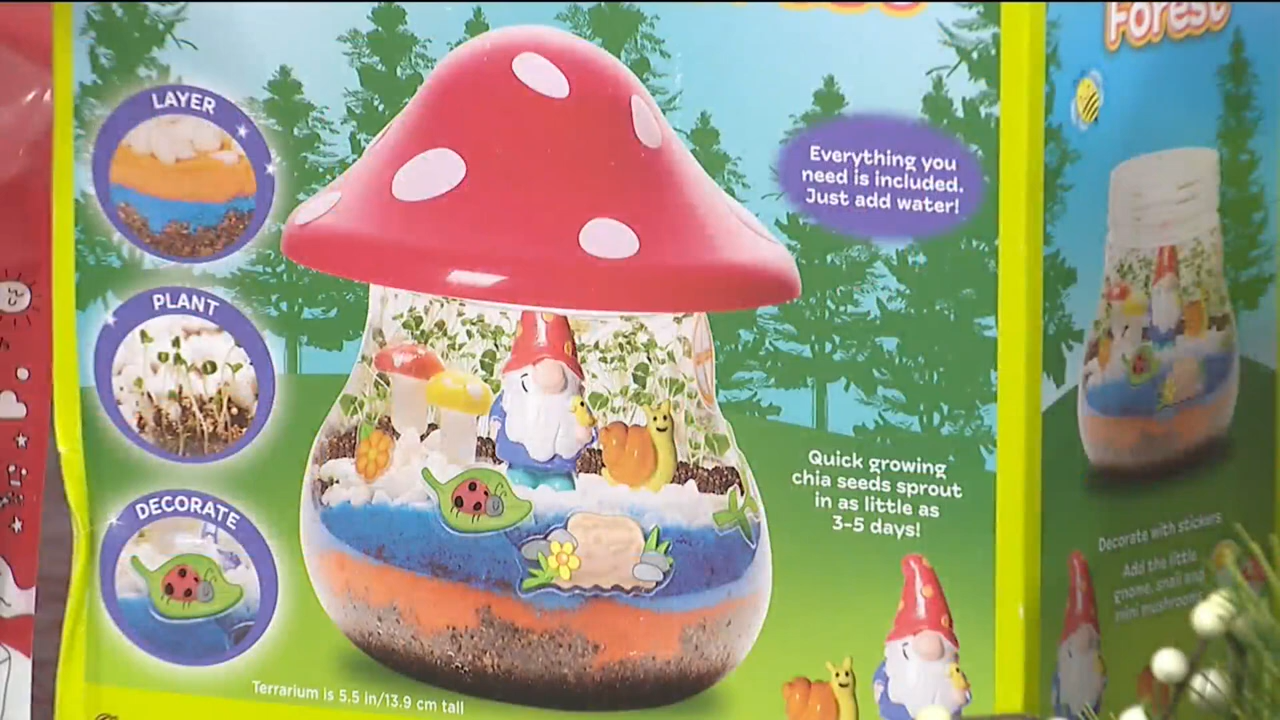 Forest
LAYER
PLANT
DECORATE
Everything you
need is included.
Just add water!
Quick growing
chia seeds sprout
in as little as
3-5 days!
Terrarium is 5.5 in/13.9 cm tall
Decorate with stickers
Add the little
gnome, snail and
mini mushrooms